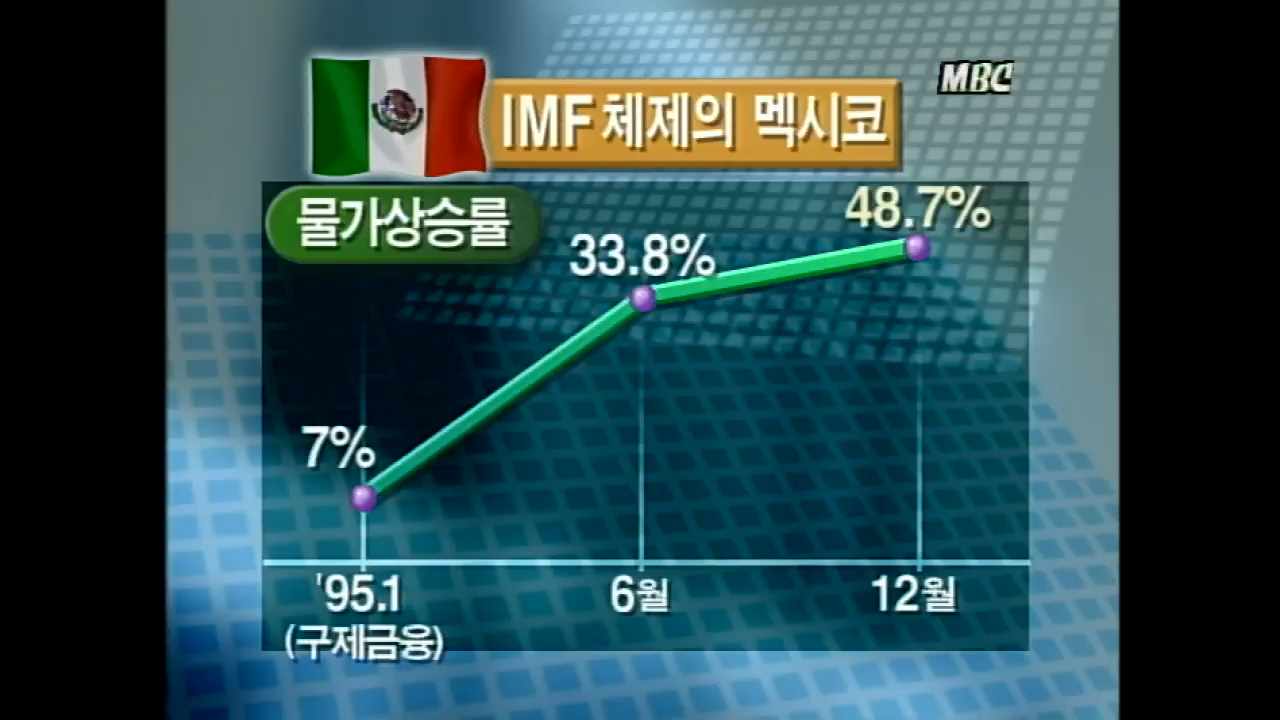 MBC
IMF 체제의 멕시코
물가상승률
48.7%
33.8%
7%
'95.1
6월
12월
(구제금융)